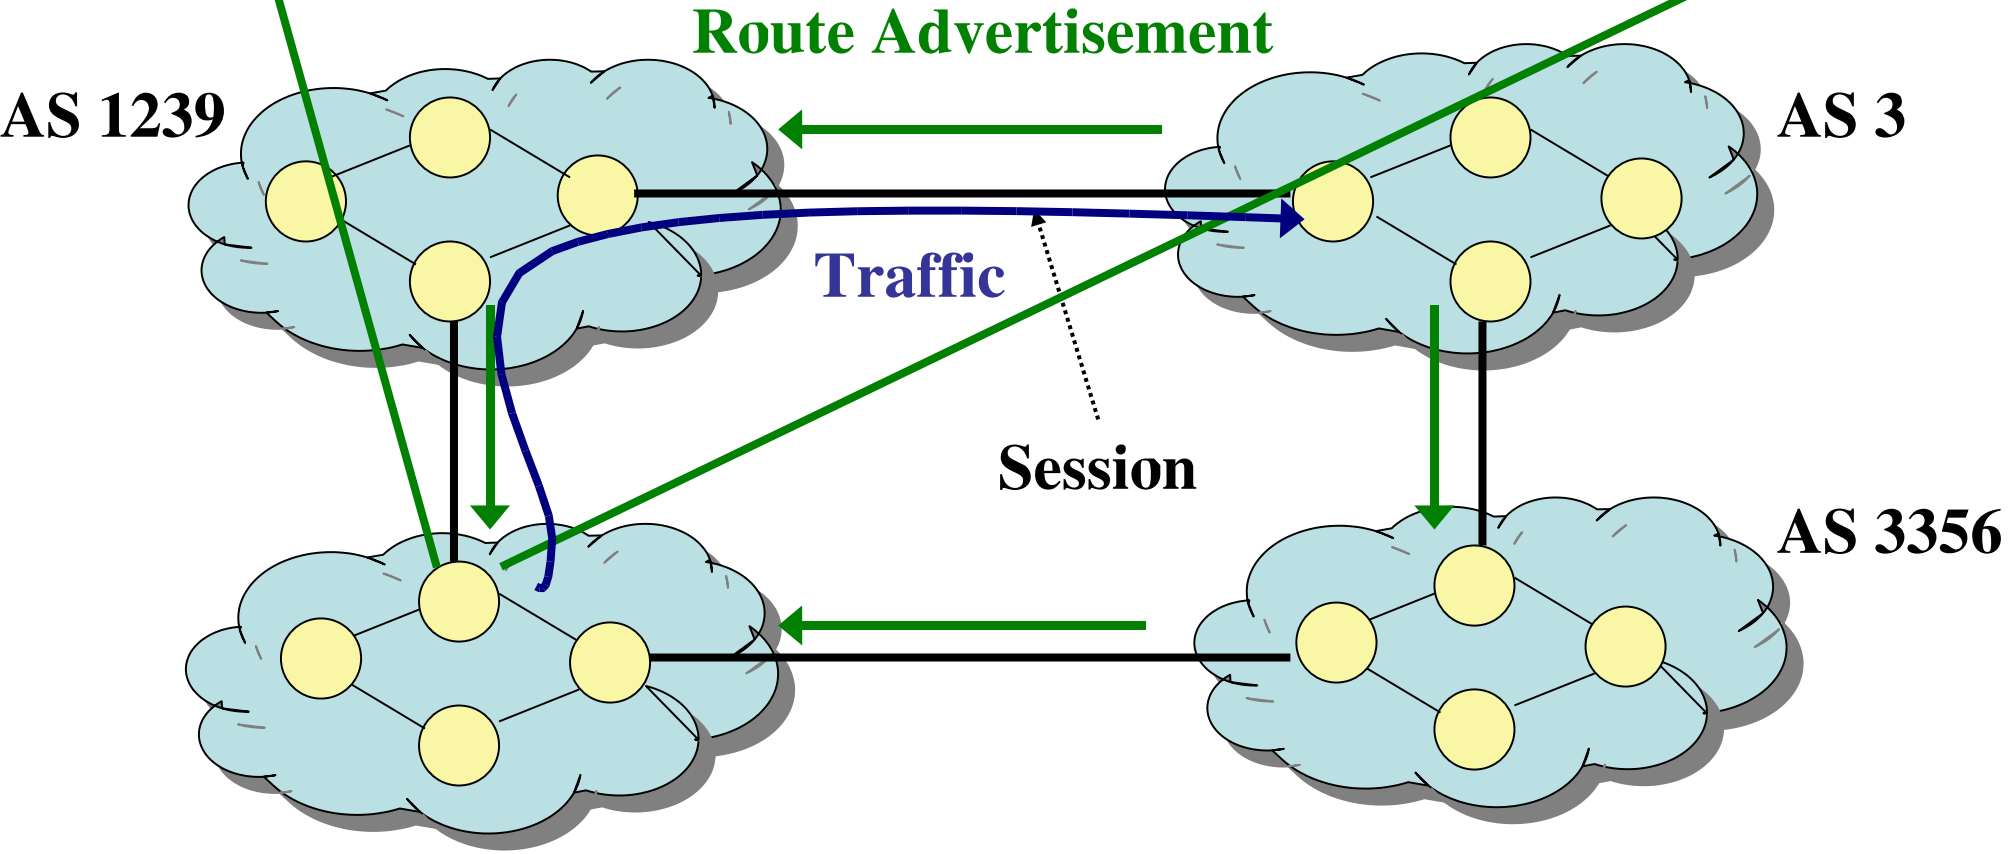 Route Advertisement
AS 1239
AS 3
Traffic
Session
AS 3356